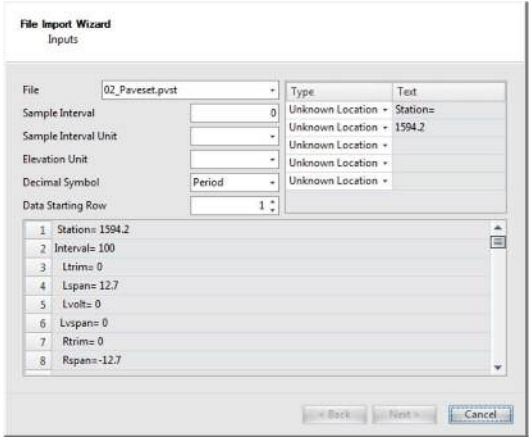 File Import Wizard
Inputs
File 02_Paveset.pvst
Sample Interval 0
Sample Interval Unit
Elevation Unit
Decimal Symbol Period
Data Starting Row 1
Type Text
Unknown Location Station=
Unknown Location 1594.2
Unknown Location
Unknown Location
Unknown Location
1 Station= 1594.2
2 Interval= 100
3 Ltrim= 0
4 Lspan= 12.7
5 Lvolt= 0
6 Lvspan= 0
7 Rtrim= 0
8 Rspan=-12.7
< Back Next > Cancel